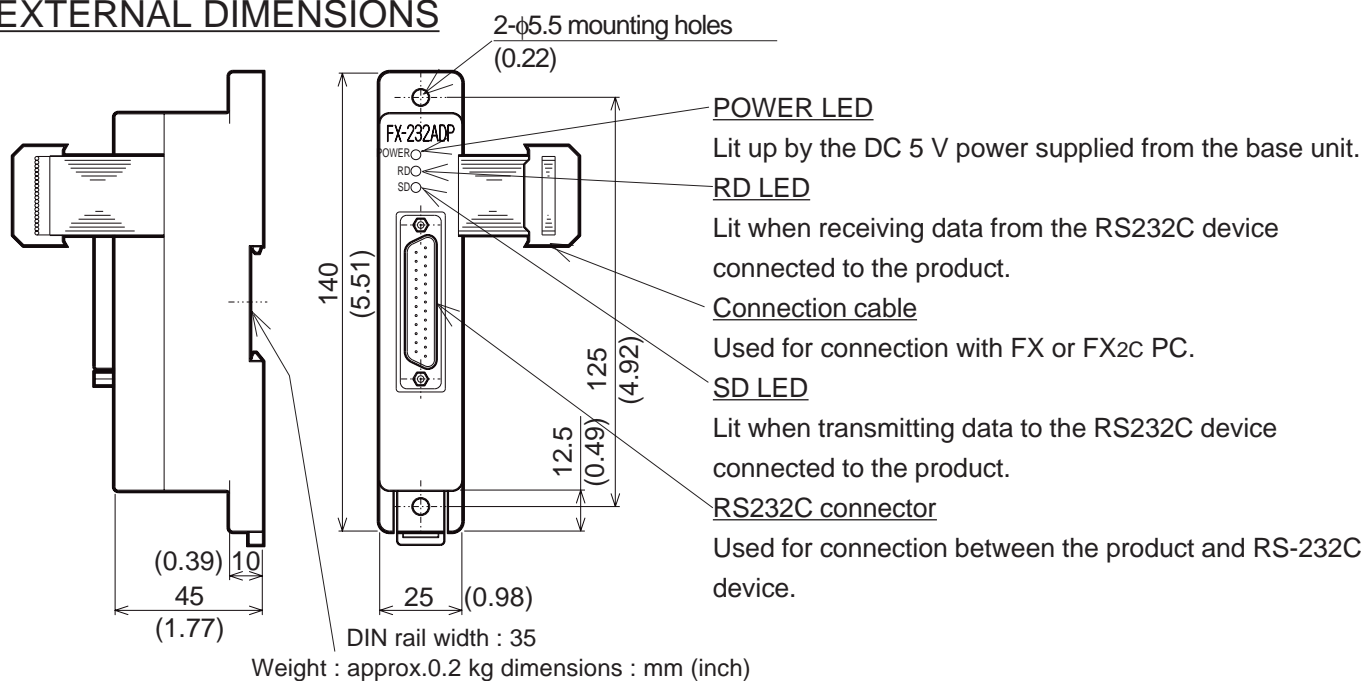 EXTERNAL DIMENSIONS
2-ϕ5.5 mounting holes
(0.22)
FX-232ADP
POWER
RD
SD
140
(5.51)
125
(4.92)
12.5
(0.49)
(0.39) 10
45
(1.77)
25 (0.98)
DIN rail width : 35
Weight : approx.0.2 kg dimensions : mm (inch)
POWER LED
Lit up by the DC 5 V power supplied from the base unit.
RD LED
Lit when receiving data from the RS232C device
connected to the product.
Connection cable
Used for connection with FX or FX2C PC.
SD LED
Lit when transmitting data to the RS232C device
connected to the product.
RS232C connector
Used for connection between the product and RS-232C
device.